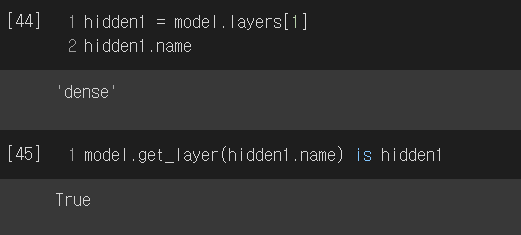 [44] 1 hidden1 = model.layers[1]
2 hidden1.name
'dense'
[45] 1 model.get_layer(hidden1.name) is hidden1
True